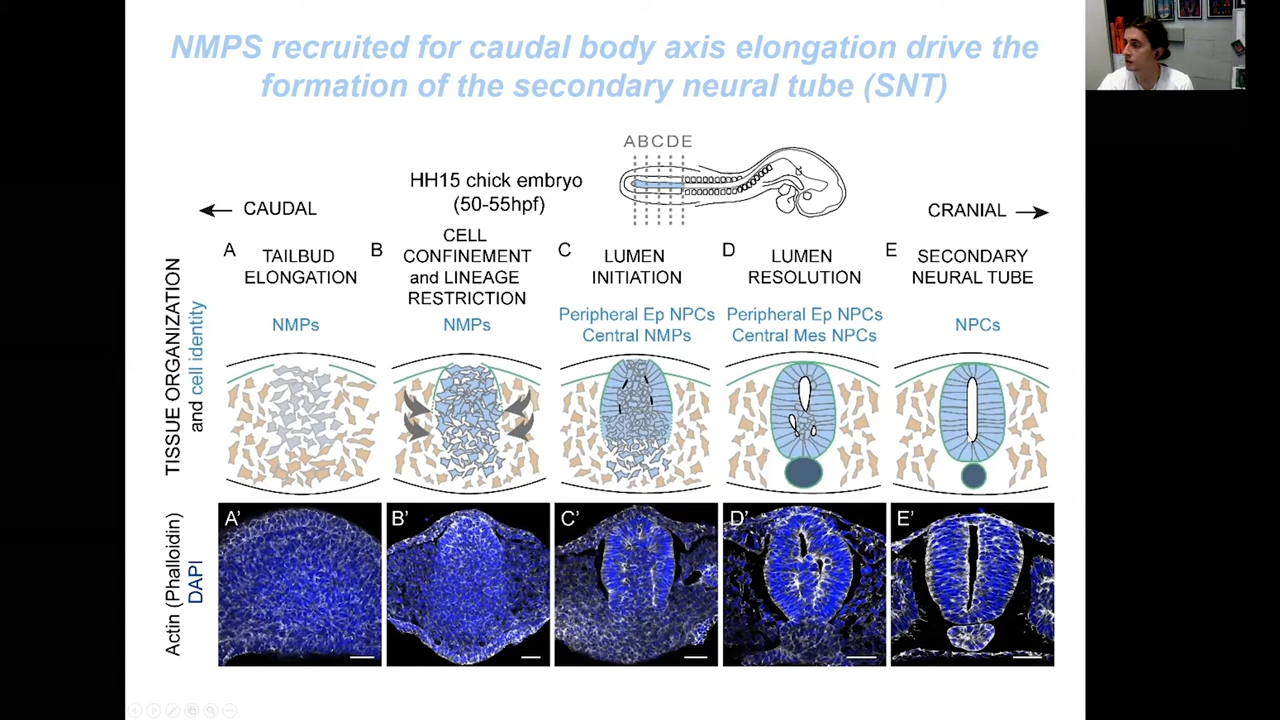 NMPS recruited for caudal body axis elongation drive the
formation of the secondary neural tube (SNT)
ABCDE
HH15 chick embryo
(50-55hpf)
CAUDAL
CRANIAL
A
TAILBUD
ELONGATION
B
CELL
CONFINEMENT
and LINEAGE
RESTRICTION
C
LUMEN
INITIATION
D
LUMEN
RESOLUTION
E
SECONDARY
NEURAL TUBE
TISSUE ORGANIZATION
and cell identity
NMPs
NMPs
Peripheral Ep NPCs
Central NMPs
Peripheral Ep NPCs
Central Mes NPCs
NPCs
Actin (Phalloidin)
DAPI
A’
B’
C’
D’
E’